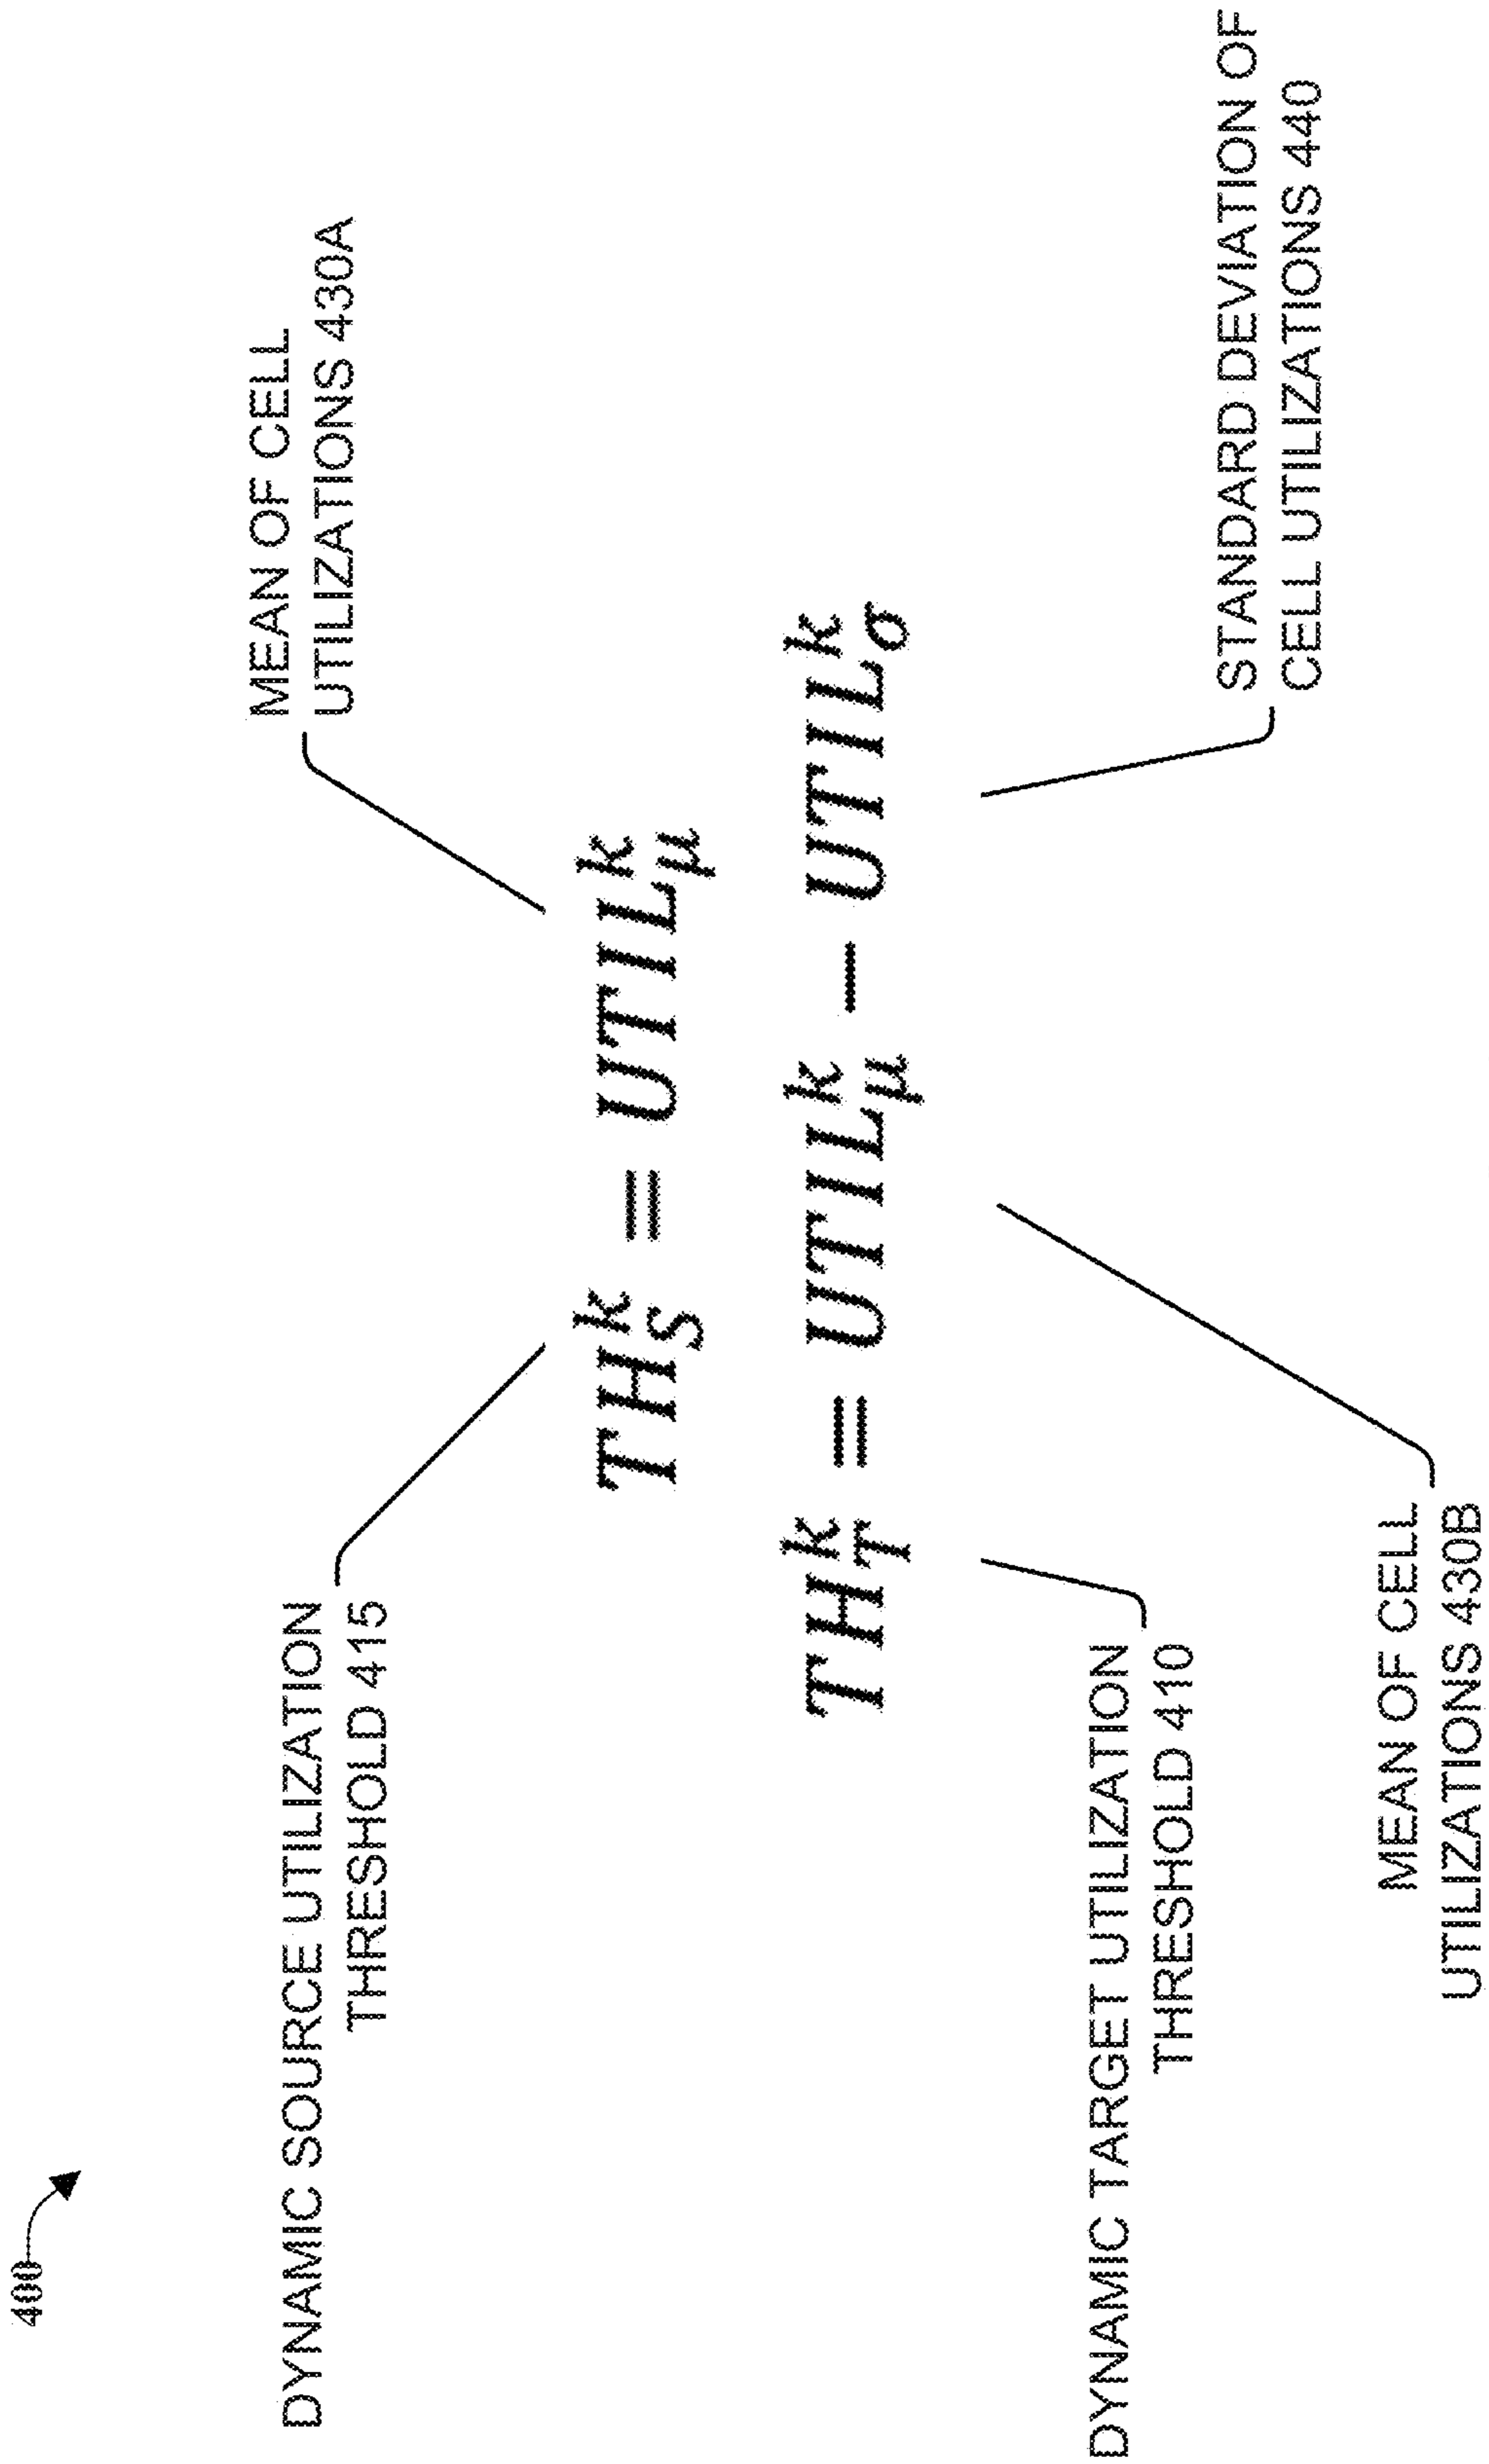 400
DYNAMIC SOURCE UTILIZATION
THRESHOLD 415
MEAN OF CELL
UTILIZATIONS 430A
TH_S^k = UTIL_μ^k
TH_T^k = UTIL_μ^k − UTIL_σ^k
DYNAMIC TARGET UTILIZATION
THRESHOLD 410
MEAN OF CELL
UTILIZATIONS 430B
STANDARD DEVIATION OF
CELL UTILIZATIONS 440